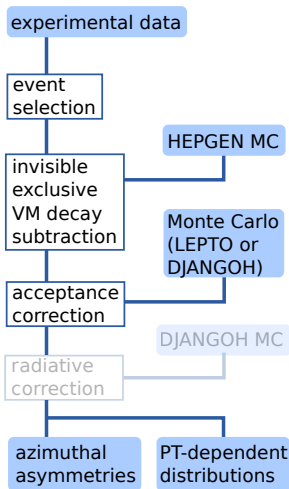 experimental data
event
selection
HEPGEN MC
invisible
exclusive
VM decay
subtraction
Monte Carlo
(LEPTO or
DJANGOH)
acceptance
correction
DJANGOH MC
radiative
correction
azimuthal
asymmetries
PT-dependent
distributions